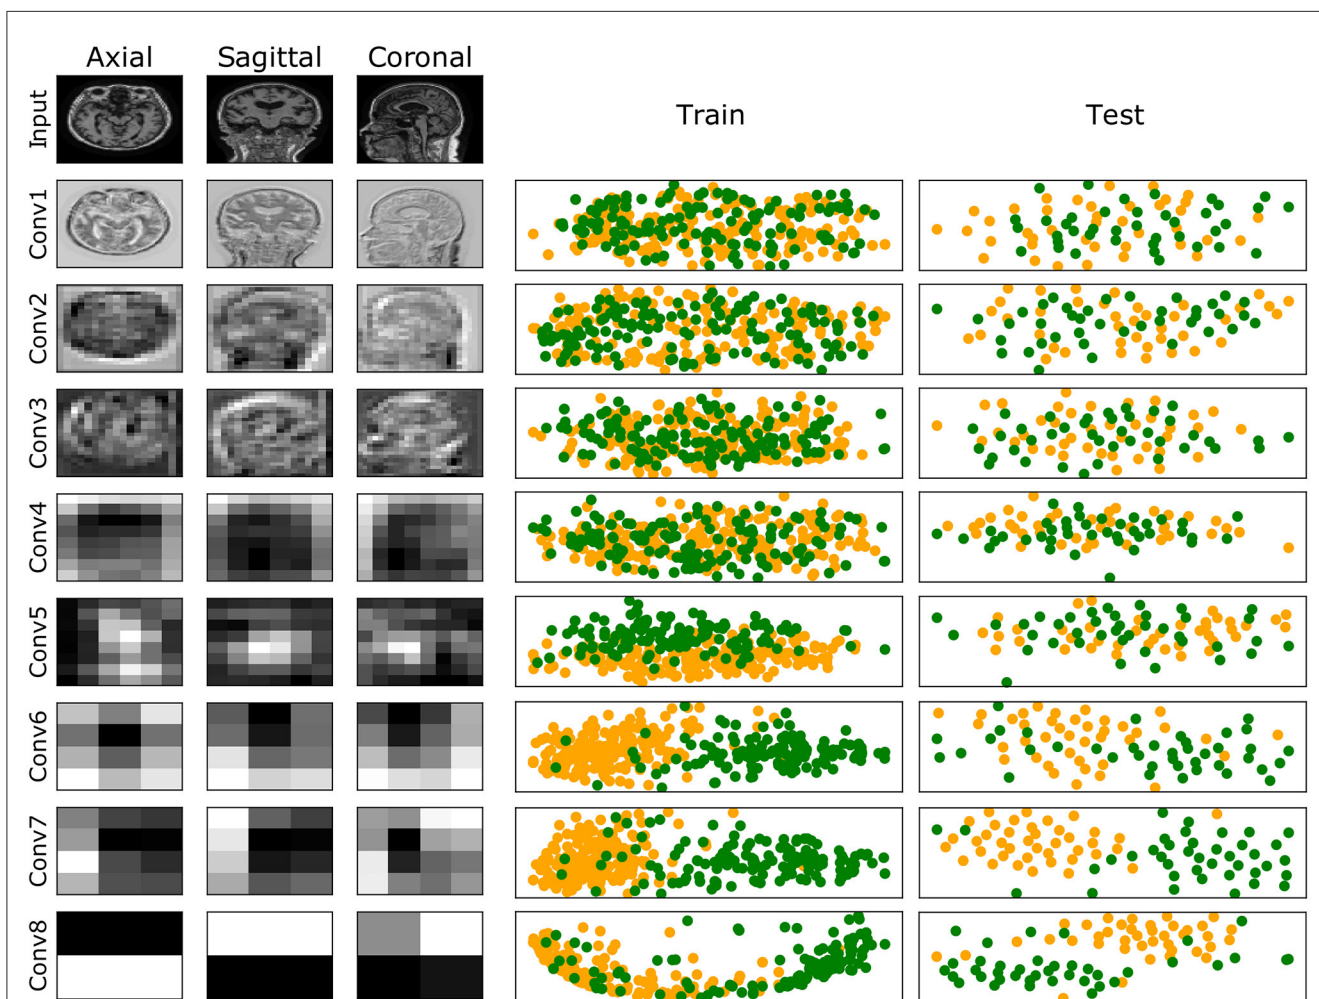 Axial Sagittal Coronal
Input Train Test
Conv1
Conv2
Conv3
Conv4
Conv5
Conv6
Conv7
Conv8